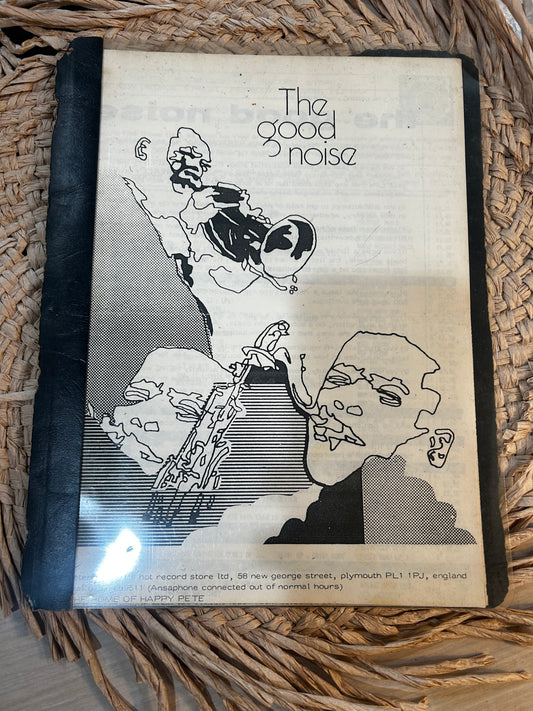 The
good
noise
hot record store ltd, 58 new george street, plymouth PL1 1PJ, england
(Ansaphone connected out of normal hours)
OF HAPPY PETE